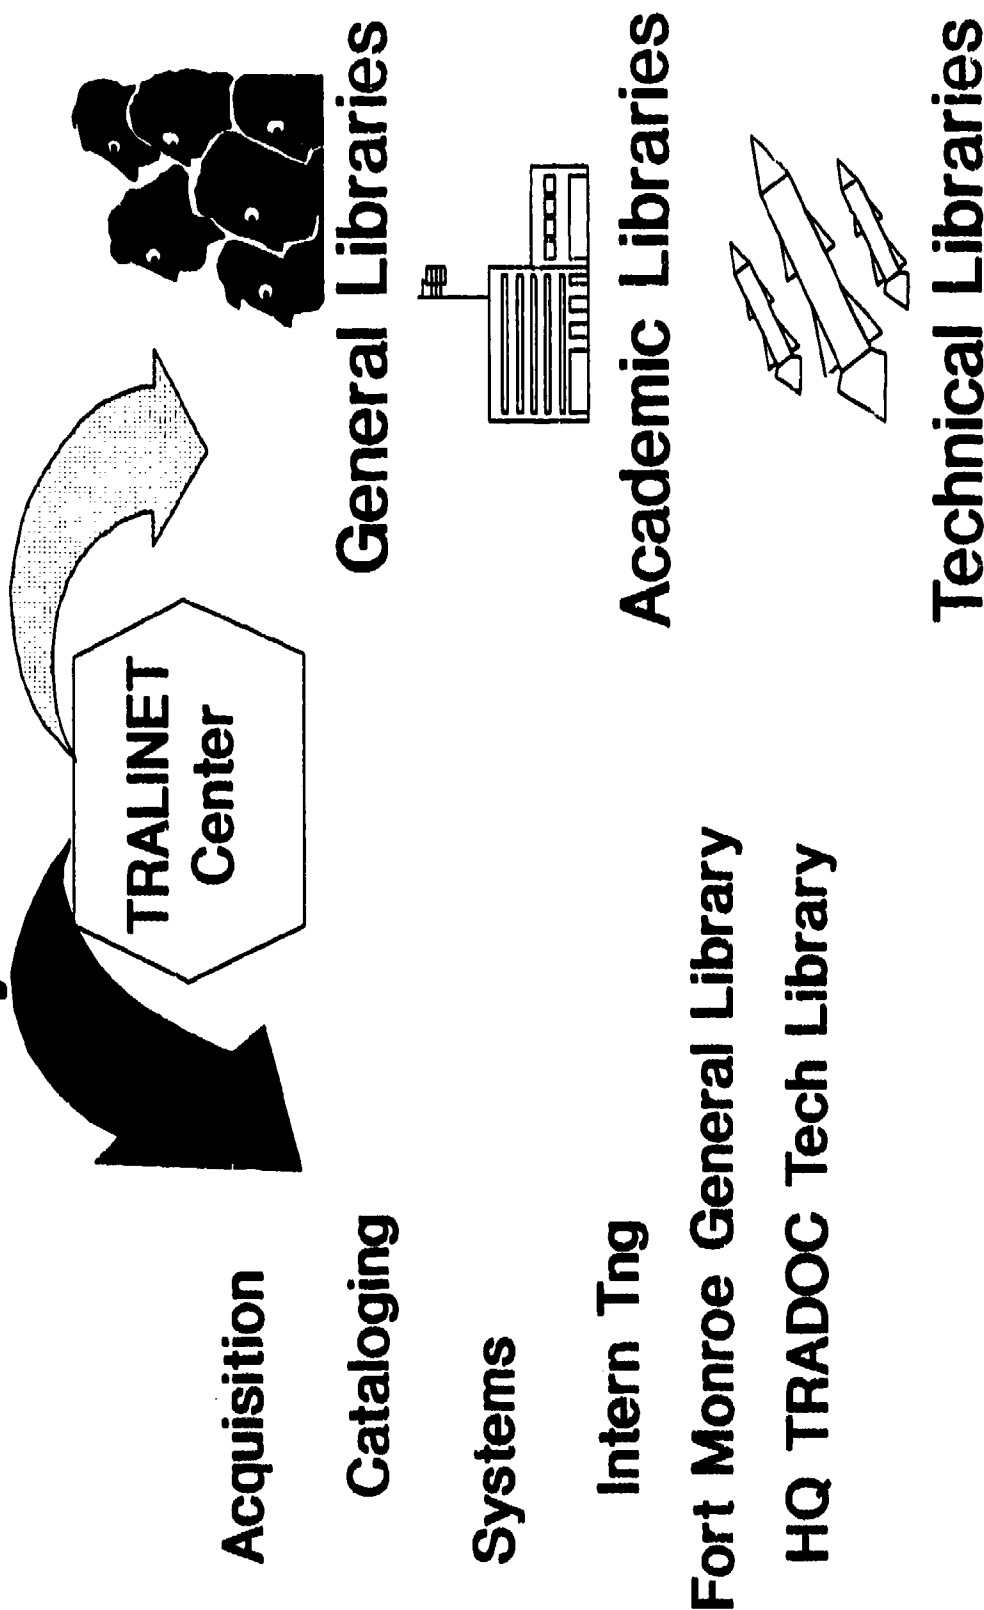 TRALINET
Center
Acquisition
Cataloging
Systems
Intern Tng
Fort Monroe General Library
HQ TRADOC Tech Library
General Libraries
Academic Libraries
Technical Libraries